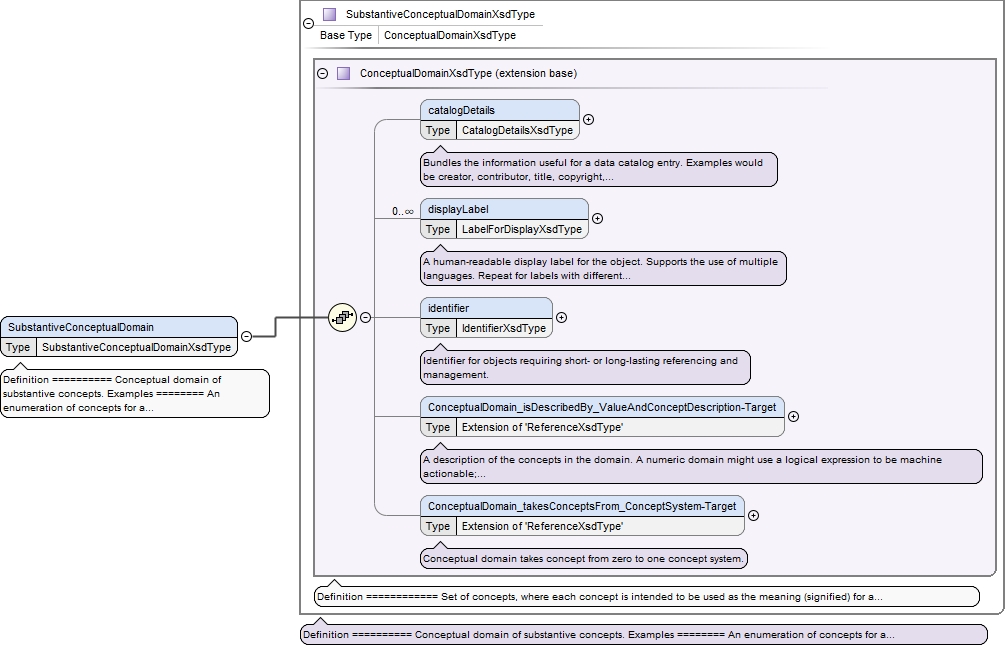 SubstantiveConceptualDomainXsdType
Base Type ConceptualDomainXsdType
ConceptualDomainXsdType (extension base)
catalogDetails
Type CatalogDetailsXsdType
Bundles the information useful for a data catalog entry. Examples would
be creator, contributor, title, copyright,...
0..∞
displayLabel
Type LabelForDisplayXsdType
A human-readable display label for the object. Supports the use of multiple
languages. Repeat for labels with different...
identifier
Type IdentifierXsdType
Identifier for objects requiring short- or long-lasting referencing and
management.
SubstantiveConceptualDomain
Type SubstantiveConceptualDomainXsdType
Definition ========== Conceptual domain of
substantive concepts. Examples ======== An
enumeration of concepts for a...
ConceptualDomain_isDescribedBy_ValueAndConceptDescription-Target
Type Extension of 'ReferenceXsdType'
A description of the concepts in the domain. A numeric domain might use a logical expression to be machine
actionable;...
ConceptualDomain_takesConceptsFrom_ConceptSystem-Target
Type Extension of 'ReferenceXsdType'
Conceptual domain takes concept from zero to one concept system.
Definition ============ Set of concepts, where each concept is intended to be used as the meaning (signified) for a...
Definition ========== Conceptual domain of substantive concepts. Examples ======== An enumeration of concepts for a...